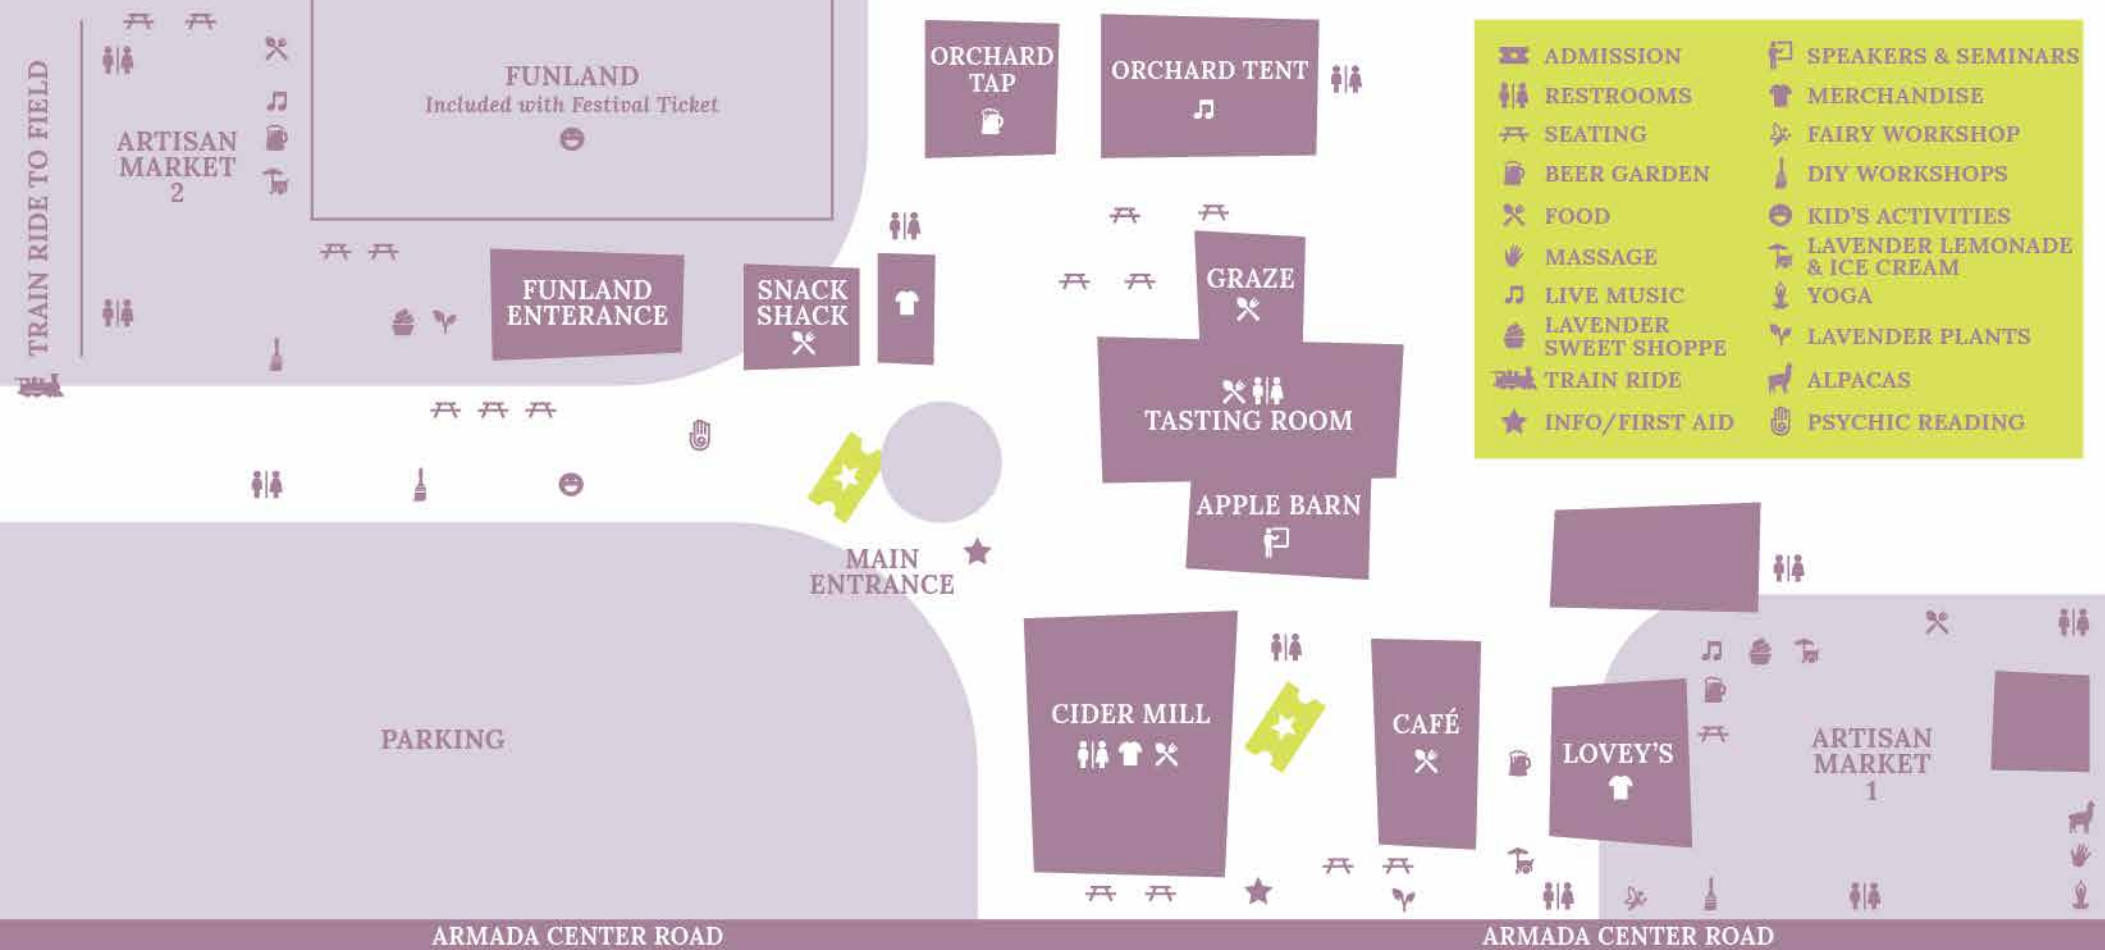 TRAIN RIDE TO FIELD
ARTISAN
MARKET
2
FUNLAND
Included with Festival Ticket
ORCHARD
TAP
ORCHARD TENT
FUNLAND
ENTERANCE
SNACK
SHACK
GRAZE
TASTING ROOM
APPLE BARN
MAIN
ENTRANCE
PARKING
CIDER MILL
CAFÉ
LOVEY'S
ARTISAN
MARKET
1
ADMISSION
RESTROOMS
SEATING
BEER GARDEN
FOOD
MASSAGE
LIVE MUSIC
LAVENDER
SWEET SHOPPE
TRAIN RIDE
INFO/FIRST AID
SPEAKERS & SEMINARS
MERCHANDISE
FAIRY WORKSHOP
DIY WORKSHOPS
KID'S ACTIVITIES
LAVENDER LEMONADE
& ICE CREAM
YOGA
LAVENDER PLANTS
ALPACAS
PSYCHIC READING
ARMADA CENTER ROAD
ARMADA CENTER ROAD